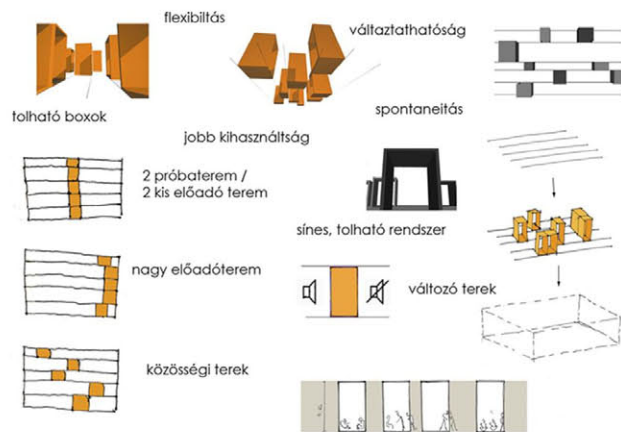 flexibiltás
változtathatóság
tolható boxok
spontaneitás
jobb kihasználtság
2 próbaterem /
2 kis előadó terem
sínes, tolható rendszer
nagy előadóterem
változó terek
közösségi terek